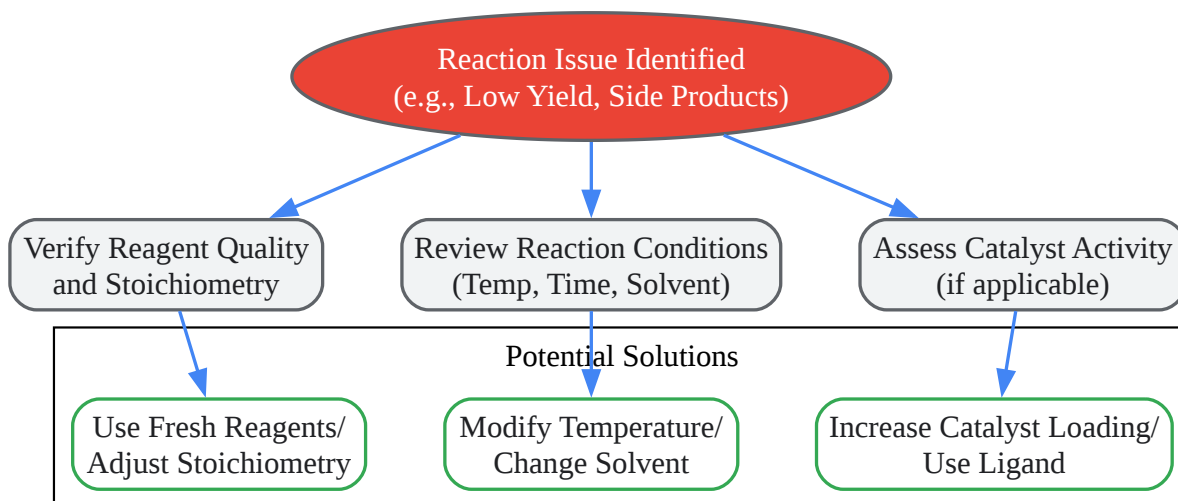 Reaction Issue Identified
(e.g., Low Yield, Side Products)
Verify Reagent Quality
and Stoichiometry
Review Reaction Conditions
(Temp, Time, Solvent)
Assess Catalyst Activity
(if applicable)
Potential Solutions
Use Fresh Reagents/
Adjust Stoichiometry
Modify Temperature/
Change Solvent
Increase Catalyst Loading/
Use Ligand